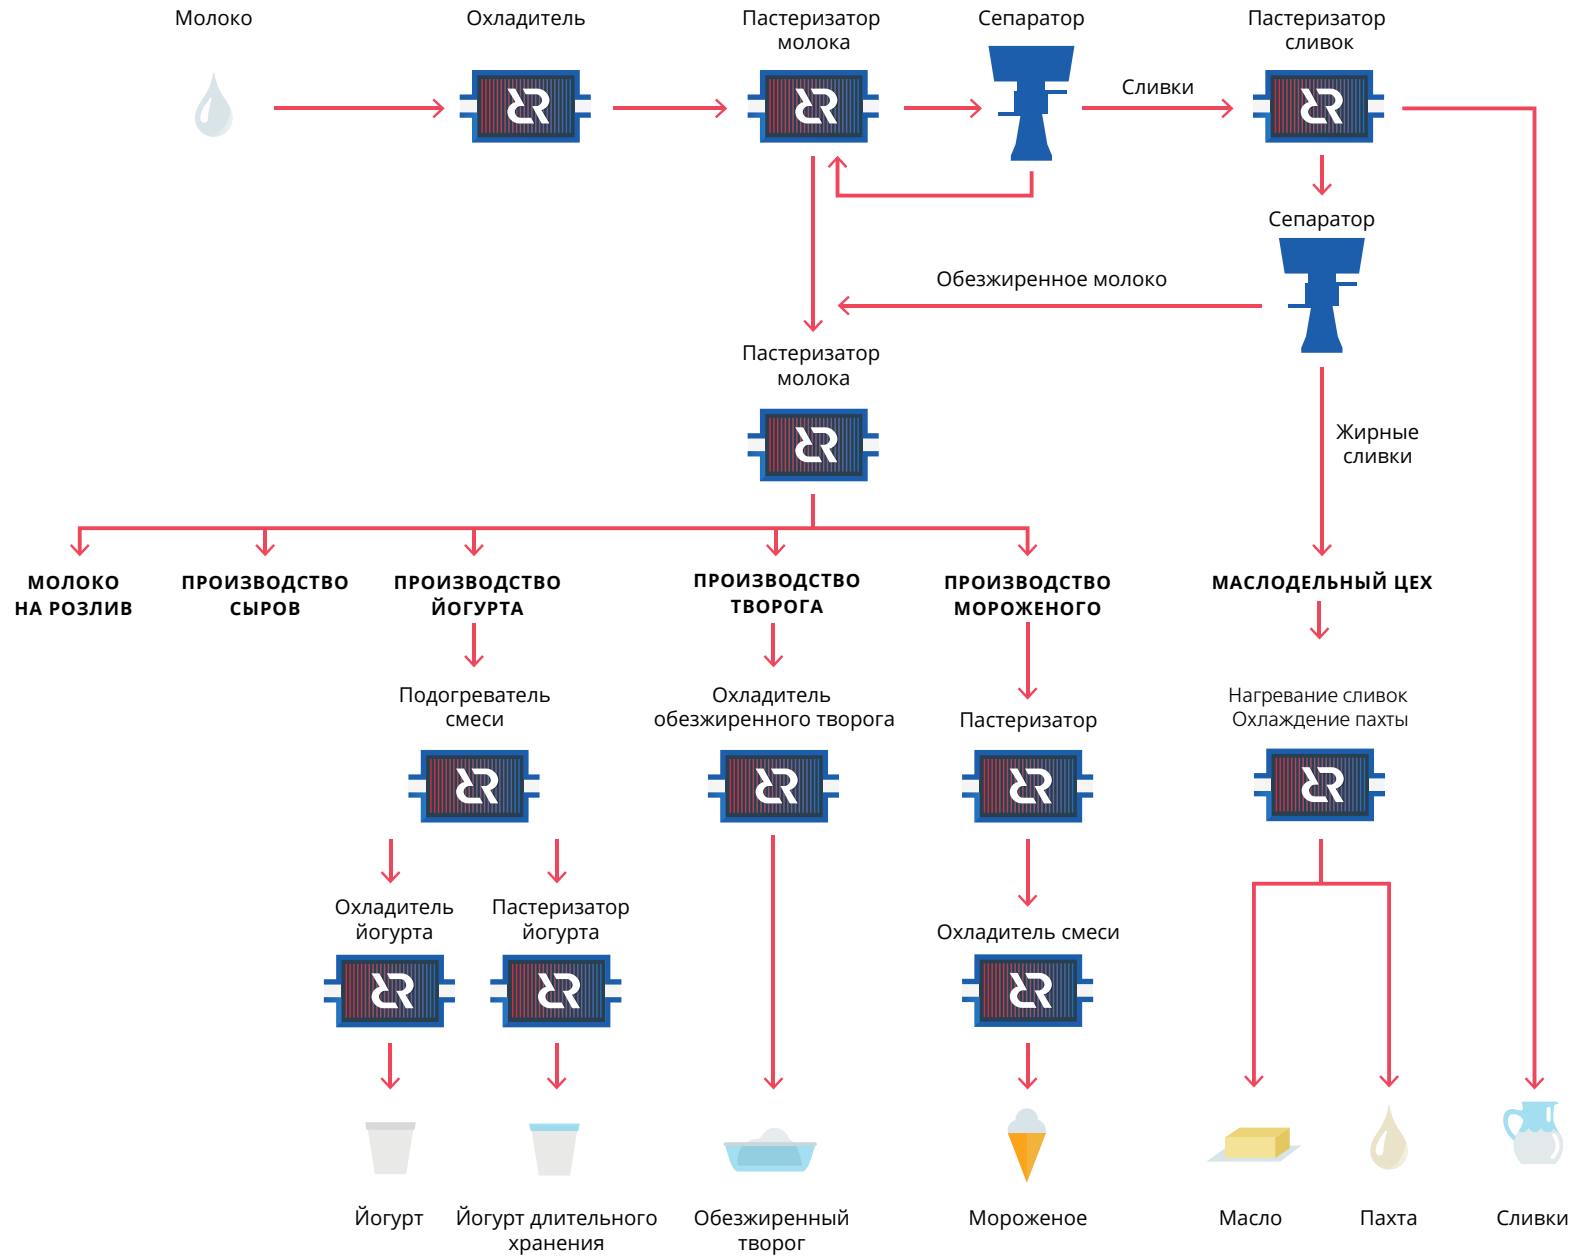 Молоко
Охладитель
Пастеризатор
молока
Сепаратор
Пастеризатор
сливок
Сливки
Сепаратор
Обезжиренное молоко
Пастеризатор
молока
Жирные
сливки
МОЛОКО
НА РОЗЛИВ
ПРОИЗВОДСТВО
СЫРОВ
ПРОИЗВОДСТВО
ЙОГУРТА
ПРОИЗВОДСТВО
ТВОРОГА
ПРОИЗВОДСТВО
МОРОЖЕНОГО
МАСЛОДЕЛЬНЫЙ ЦЕХ
Подогреватель
смеси
Охладитель
обезжиренного творога
Пастеризатор
Нагревание сливок
Охлаждение пахты
Охладитель
йогурта
Пастеризатор
йогурта
Охладитель смеси
Йогурт
Йогурт длительного
хранения
Обезжиренный
творог
Мороженое
Масло
Пахта
Сливки